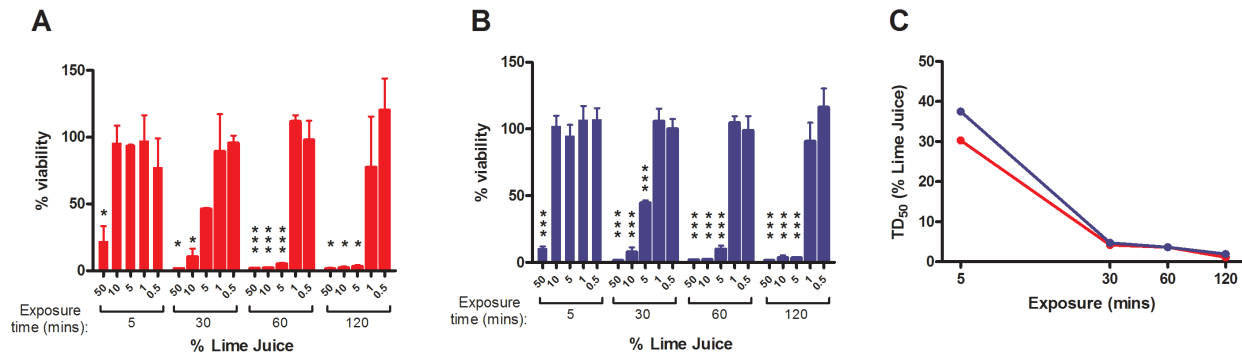 A
150
100
50
0
% viability
* * * * * * * * * * * * * * *
50 10 5 1 0.5 50 10 5 1 0.5 50 10 5 1 0.5 50 10 5 1 0.5
Exposure
time (mins):
5 30 60 120
% Lime Juice
B
150
100
50
0
% viability
*** *** *** *** *** *** *** *** *** ***
50 10 5 1 0.5 50 10 5 1 0.5 50 10 5 1 0.5 50 10 5 1 0.5
Exposure
time (mins):
5 30 60 120
% Lime Juice
C
50
40
30
20
10
0
TD50 (% Lime Juice)
5 30 60 120
Exposure (mins)